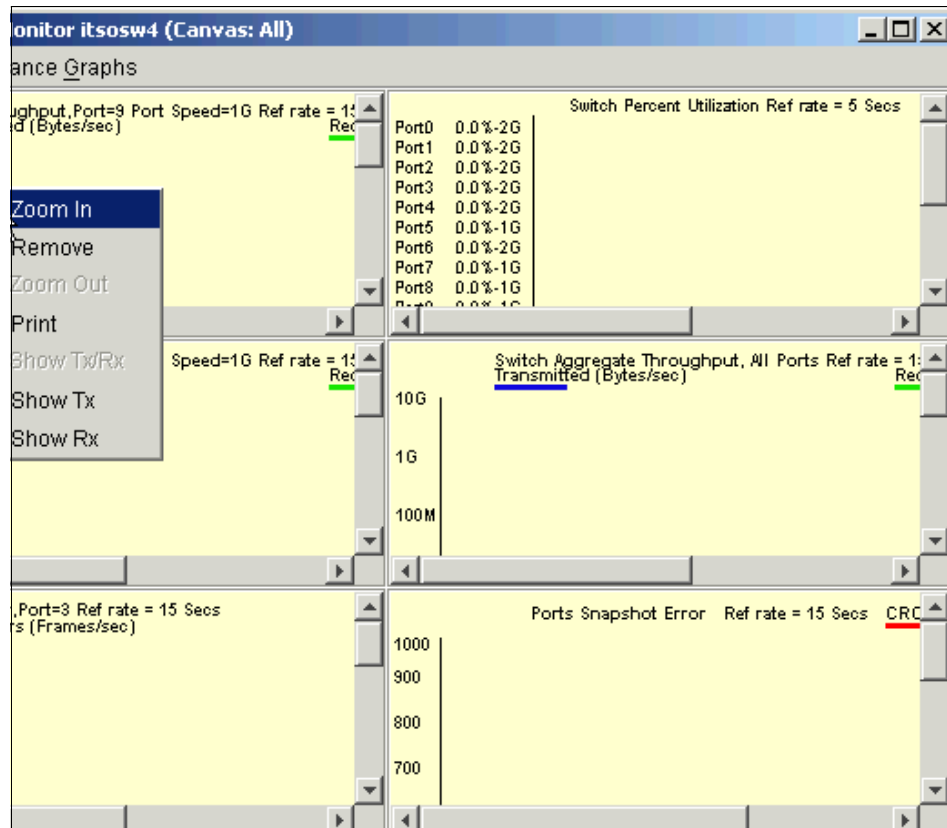 onitor itsosw4 (Canvas: All)
ance Graphs
ughput,Port=9 Port Speed=1G Ref rate = 15
d (Bytes/sec) Rec
Zoom In
Remove
Zoom Out
Print
Show Tx/Rx
Show Tx
Show Rx
Switch Percent Utilization Ref rate = 5 Secs
Port0 0.0%-2G
Port1 0.0%-2G
Port2 0.0%-2G
Port3 0.0%-2G
Port4 0.0%-2G
Port5 0.0%-1G
Port6 0.0%-2G
Port7 0.0%-1G
Port8 0.0%-1G
Speed=1G Ref rate = 15
Rec
Switch Aggregate Throughput, All Ports Ref rate = 1
Transmitted (Bytes/sec) Rec
10G
1G
100M
,Port=3 Ref rate = 15 Secs
rs (Frames/sec)
Ports Snapshot Error Ref rate = 15 Secs CRC
1000
900
800
700